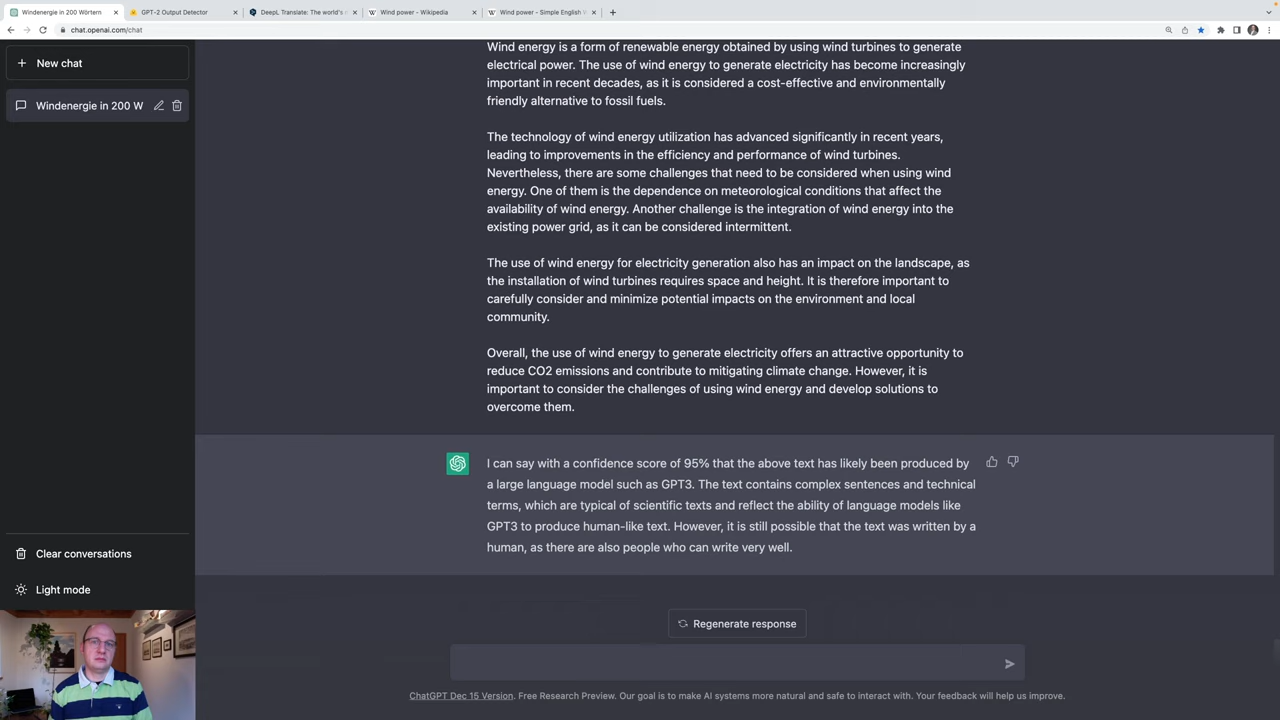 Windenergie in 200 Wörtern
GPT-2 Output Detector
DeepL Translate: The world's
Wind power - Wikipedia
Wind power - Simple English
chat.openai.com/chat
New chat
Windenergie in 200 W
Wind energy is a form of renewable energy obtained by using wind turbines to generate
electrical power. The use of wind energy to generate electricity has become increasingly
important in recent decades, as it is considered a cost-effective and environmentally
friendly alternative to fossil fuels.
The technology of wind energy utilization has advanced significantly in recent years,
leading to improvements in the efficiency and performance of wind turbines.
Nevertheless, there are some challenges that need to be considered when using wind
energy. One of them is the dependence on meteorological conditions that affect the
availability of wind energy. Another challenge is the integration of wind energy into the
existing power grid, as it can be considered intermittent.
The use of wind energy for electricity generation also has an impact on the landscape, as
the installation of wind turbines requires space and height. It is therefore important to
carefully consider and minimize potential impacts on the environment and local
community.
Overall, the use of wind energy to generate electricity offers an attractive opportunity to
reduce CO2 emissions and contribute to mitigating climate change. However, it is
important to consider the challenges of using wind energy and develop solutions to
overcome them.
I can say with a confidence score of 95% that the above text has likely been produced by
a large language model such as GPT3. The text contains complex sentences and technical
terms, which are typical of scientific texts and reflect the ability of language models like
GPT3 to produce human-like text. However, it is still possible that the text was written by a
human, as there are also people who can write very well.
Clear conversations
Light mode
Regenerate response
ChatGPT Dec 15 Version. Free Research Preview. Our goal is to make AI systems more natural and safe to interact with. Your feedback will help us improve.